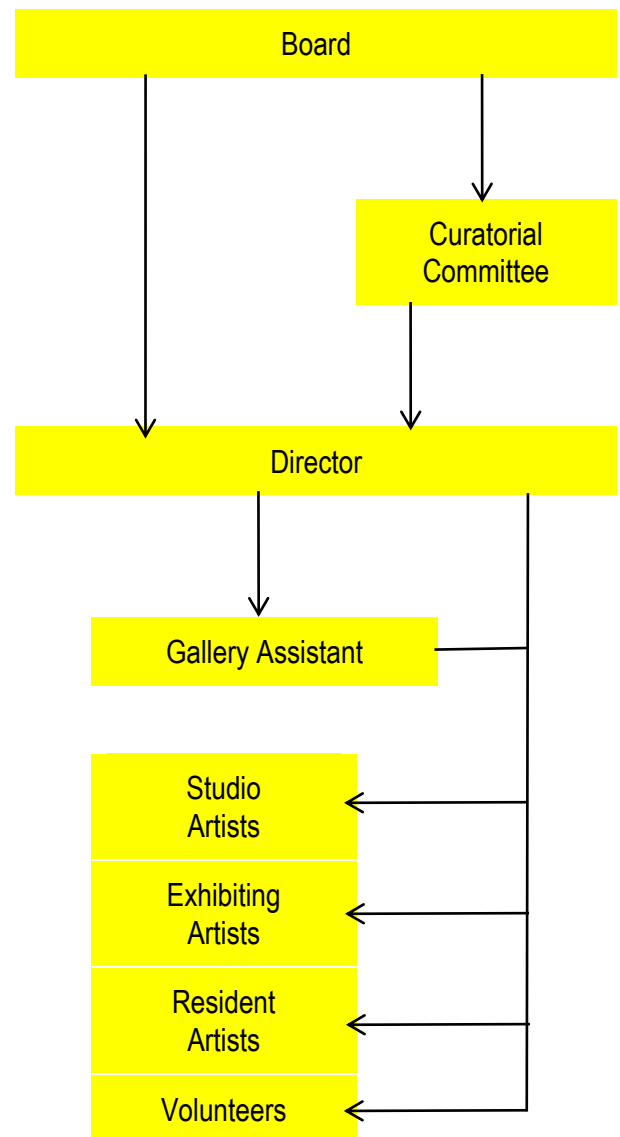 Board
Curatorial
Committee
Director
Gallery Assistant
Studio
Artists
Exhibiting
Artists
Resident
Artists
Volunteers